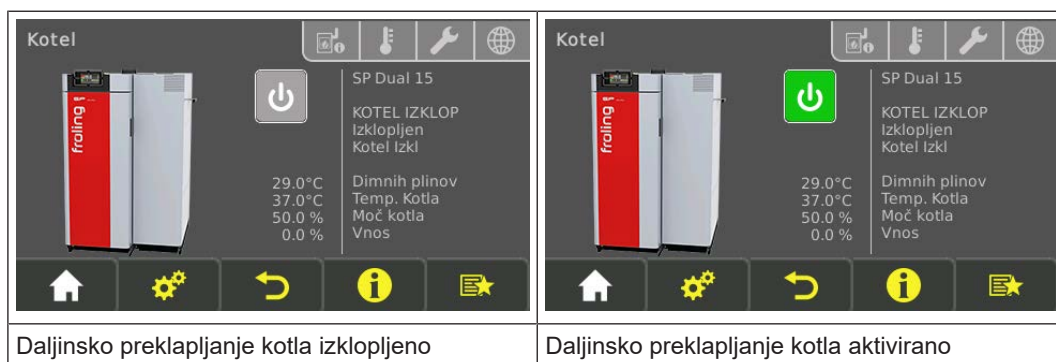 Kotel
SP Dual 15
KOTEL IZKLOP
Izklopljen
Kotel Izkl
29.0°C Dimnih plinov
37.0°C Temp. Kotla
50.0 % Moč kotla
0.0 % Vnos
froling
Daljinsko preklapljanje kotla izklopljeno
Kotel
SP Dual 15
KOTEL IZKLOP
Izklopljen
Kotel Izkl
29.0°C Dimnih plinov
37.0°C Temp. Kotla
50.0 % Moč kotla
0.0 % Vnos
froling
Daljinsko preklapljanje kotla aktivirano